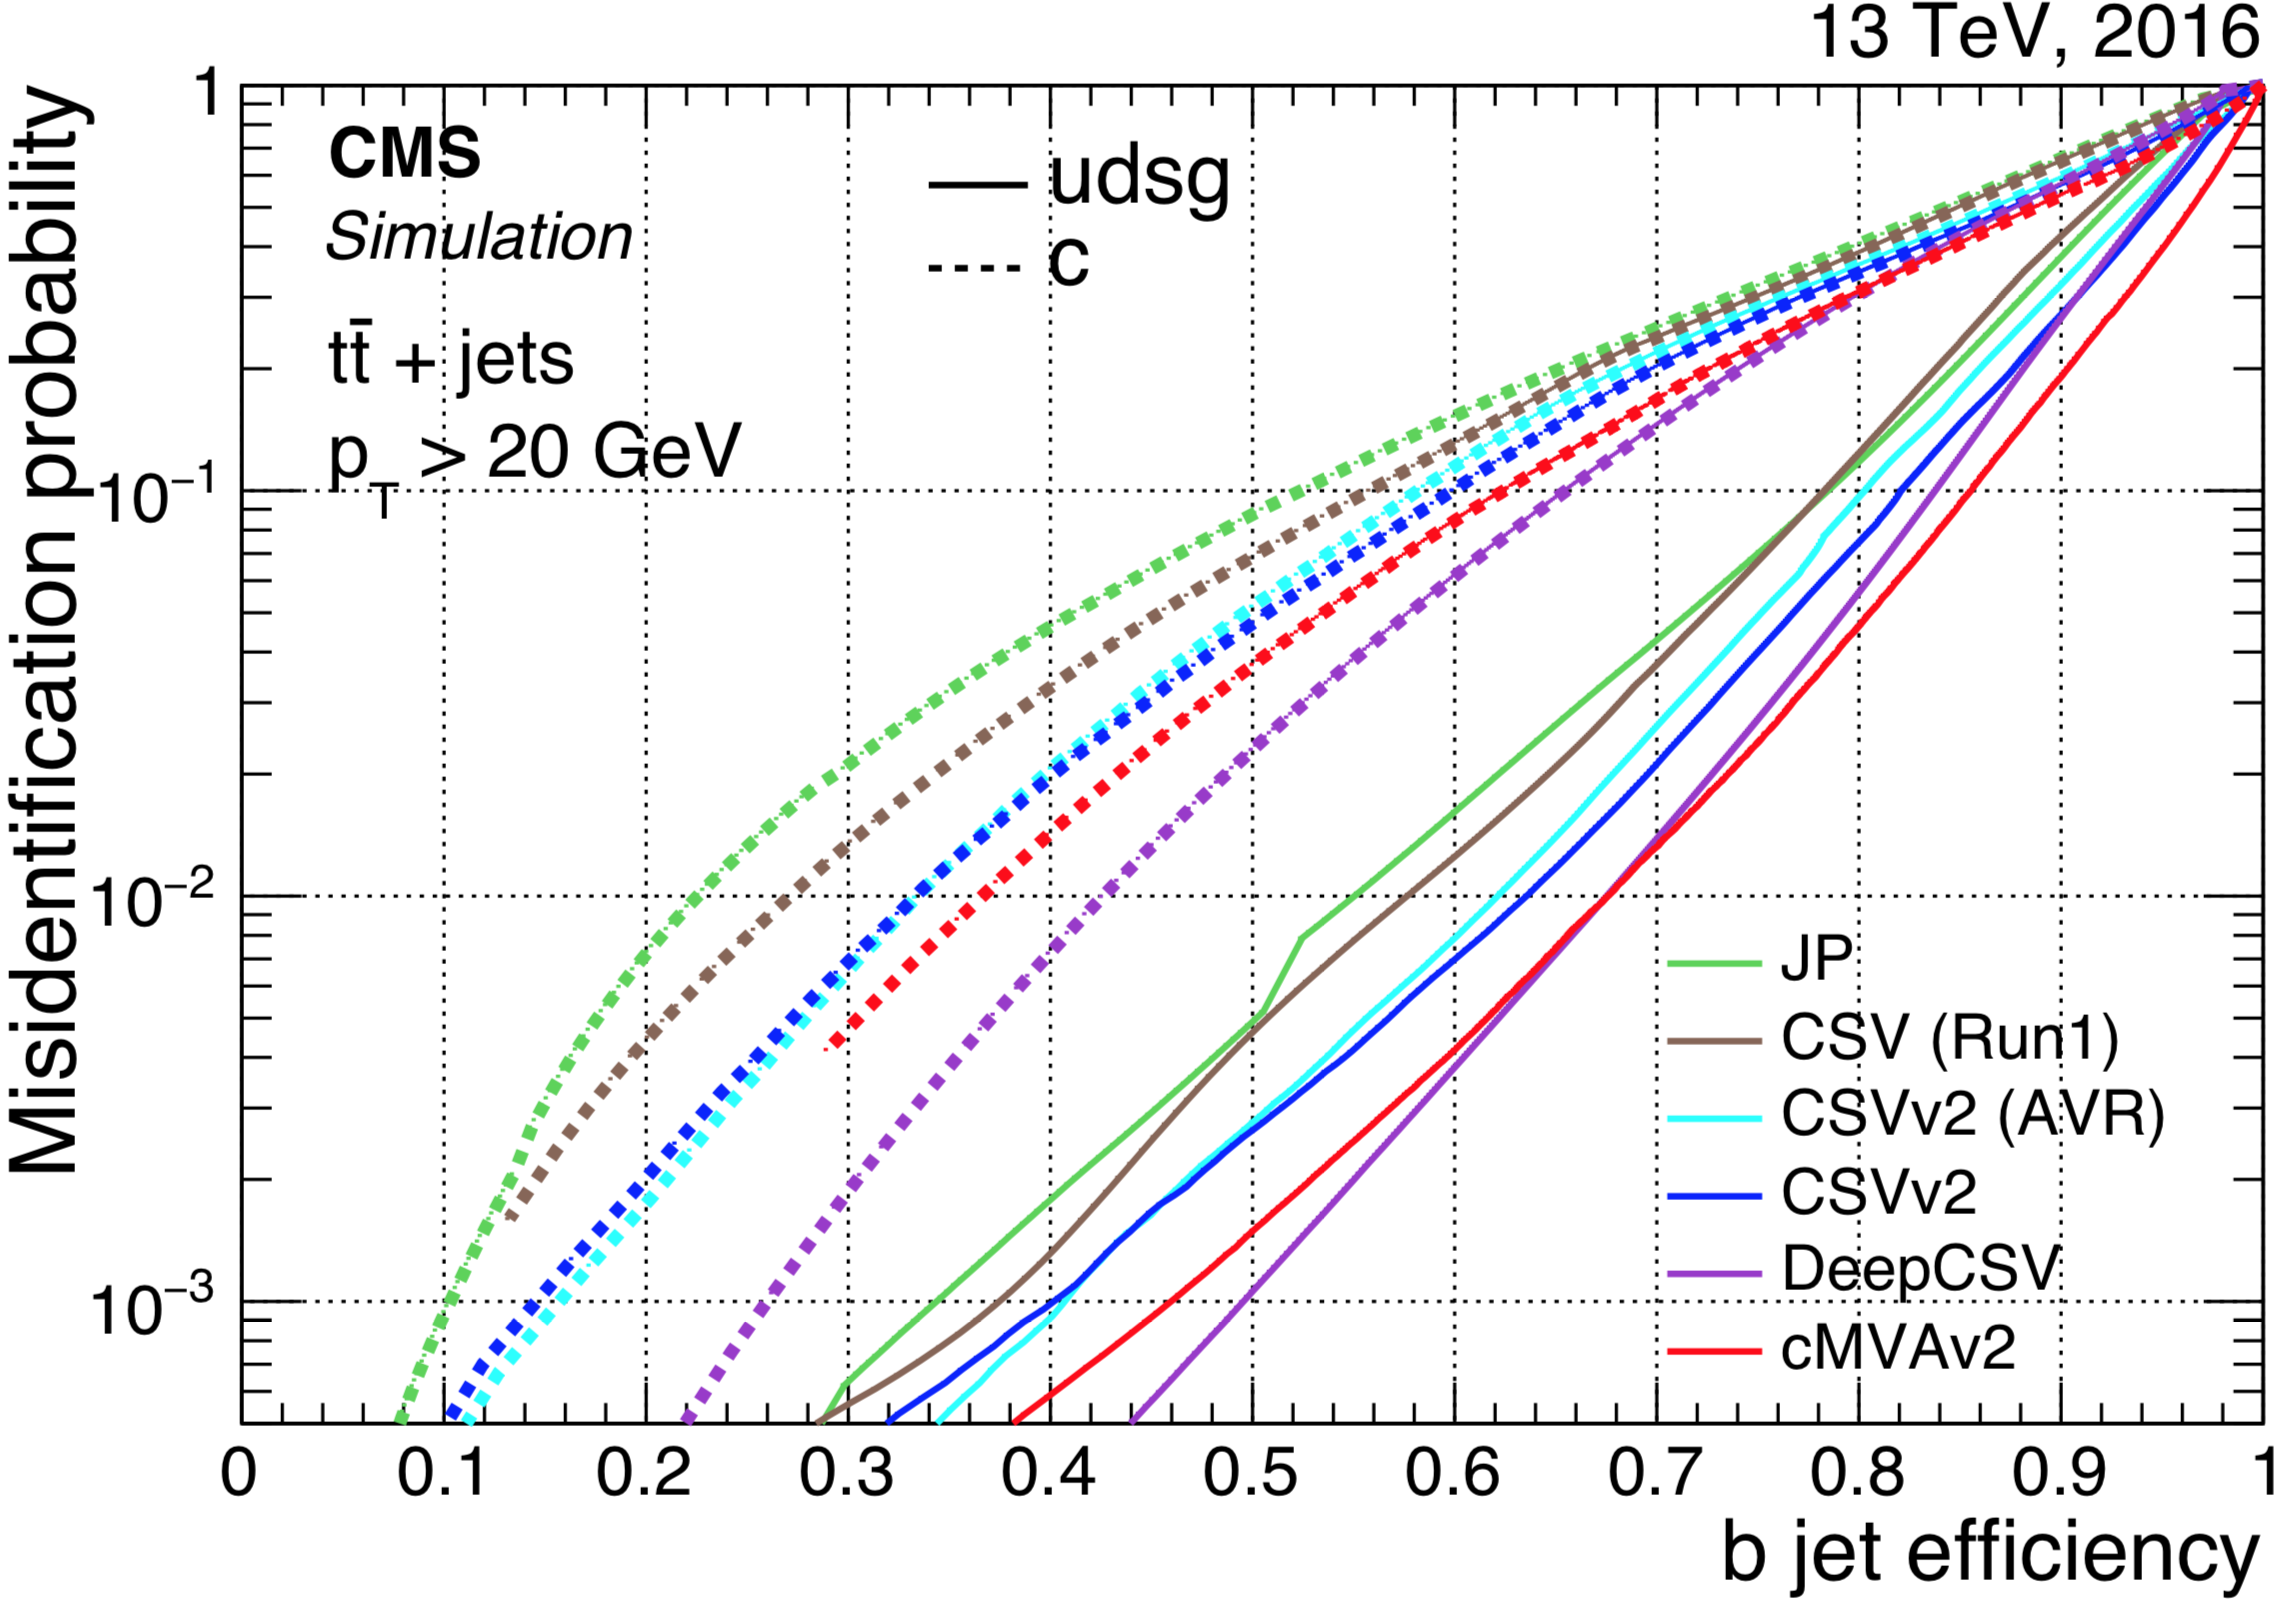 13 TeV, 2016
Misidentification probability
1
10⁻¹
10⁻²
10⁻³
CMS
Simulation
tt̄ + jets
p_T > 20 GeV
udsg
c
JP
CSV (Run1)
CSVv2 (AVR)
CSVv2
DeepCSV
cMVAv2
0 0.1 0.2 0.3 0.4 0.5 0.6 0.7 0.8 0.9 1
b jet efficiency